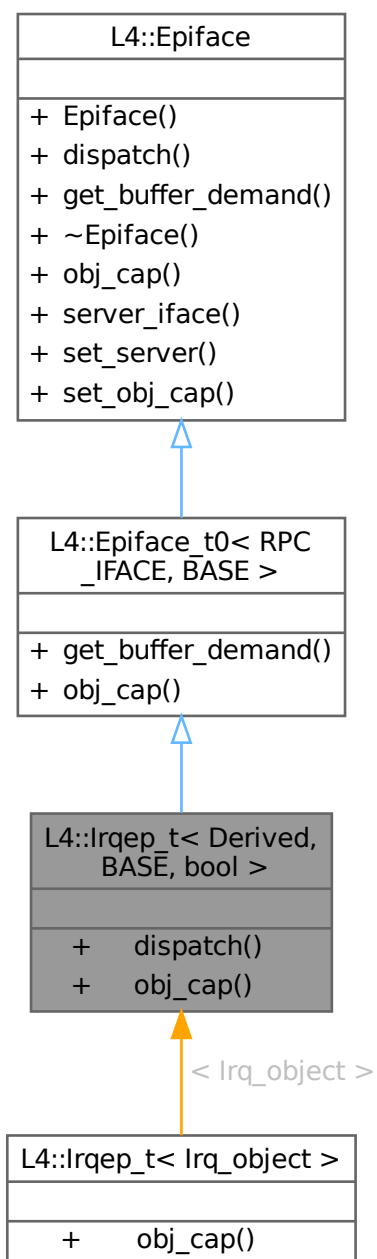 L4::Epiface
+ Epiface()
+ dispatch()
+ get_buffer_demand()
+ ~Epiface()
+ obj_cap()
+ server_iface()
+ set_server()
+ set_obj_cap()
L4::Epiface_t0< RPC
_IFACE, BASE >
+ get_buffer_demand()
+ obj_cap()
L4::Irqep_t< Derived,
BASE, bool >
+ dispatch()
+ obj_cap()
< Irq_object >
L4::Irqep_t< Irq_object >
+ obj_cap()